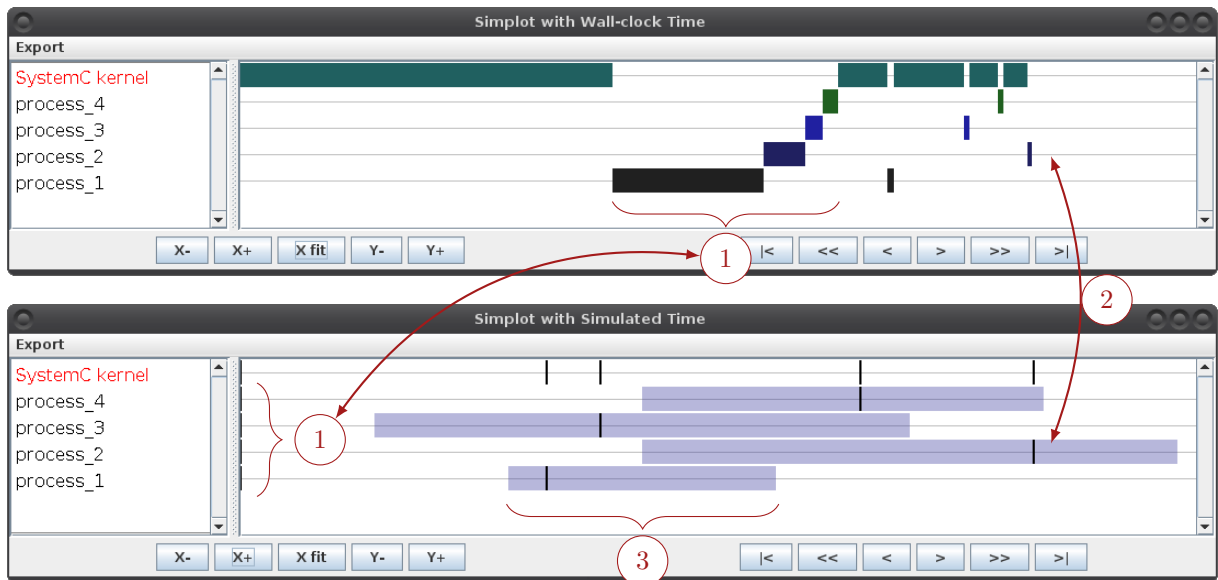 Simplot with Wall-clock Time
Export
SystemC kernel
process_4
process_3
process_2
process_1
X- X+ X fit Y- Y+ 1 |< << < > >> >|
2
Simplot with Simulated Time
Export
SystemC kernel
process_4
process_3
1
process_2
process_1
X- X+ X fit Y- Y+ 3 |< << < > >> >|